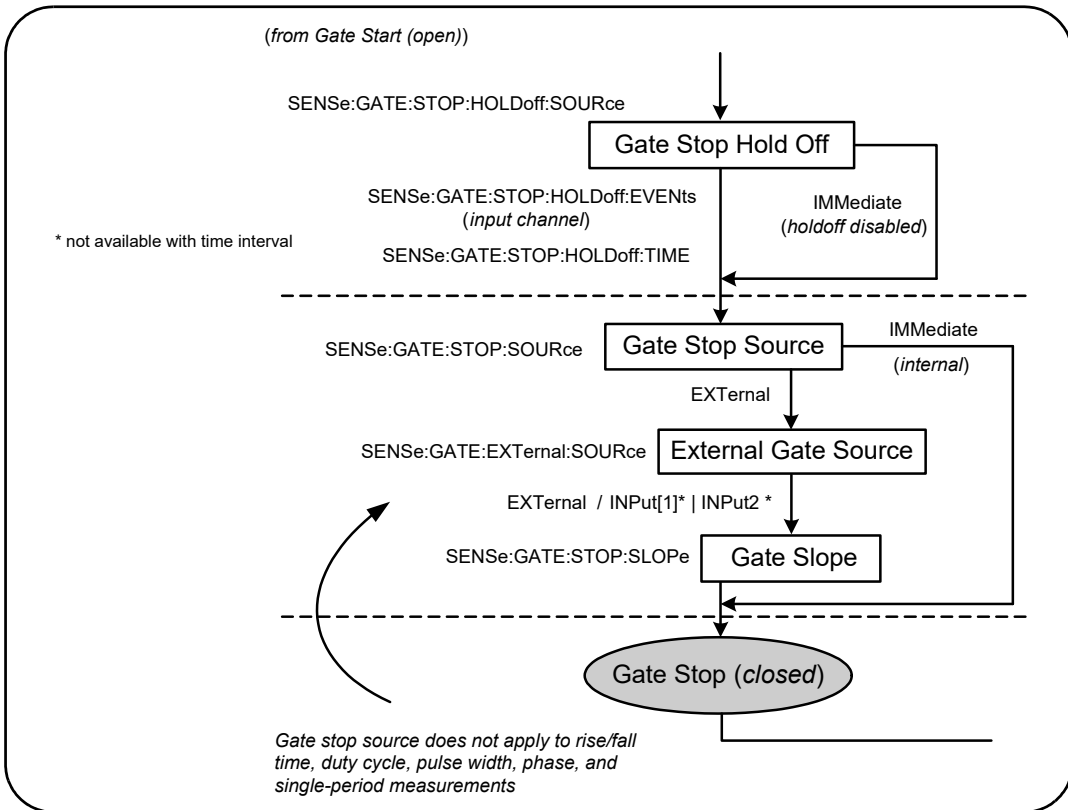 (from Gate Start (open))
SENSe:GATE:STOP:HOLDoff:SOURce
Gate Stop Hold Off
SENSe:GATE:STOP:HOLDoff:EVENts
(input channel)
IMMediate
(holdoff disabled)
* not available with time interval
SENSe:GATE:STOP:HOLDoff:TIME
SENSe:GATE:STOP:SOURce
Gate Stop Source
IMMediate
(internal)
EXTernal
SENSe:GATE:EXTernal:SOURce
External Gate Source
EXTernal / INPut[1]* | INPut2 *
SENSe:GATE:STOP:SLOPe
Gate Slope
Gate Stop (closed)
Gate stop source does not apply to rise/fall
time, duty cycle, pulse width, phase, and
single-period measurements